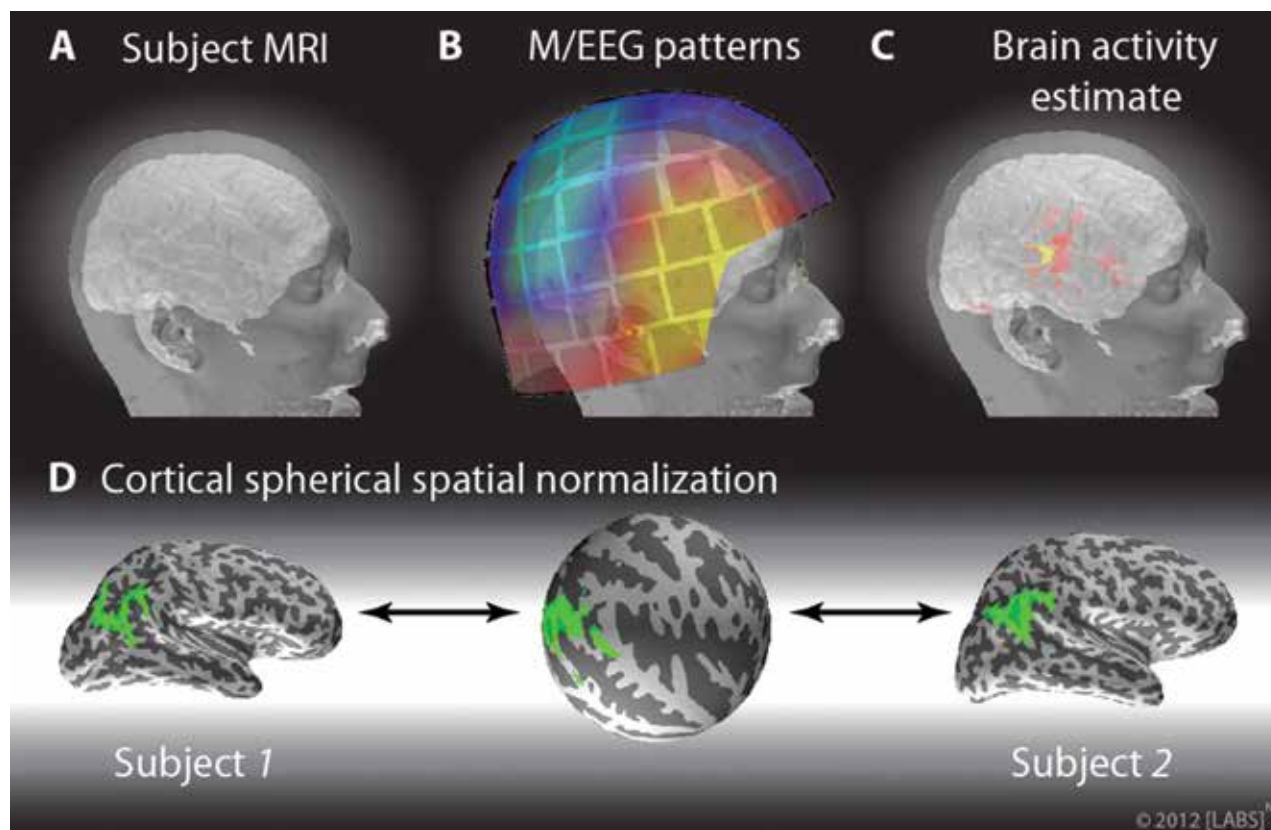 A Subject MRI
B M/EEG patterns
C Brain activity
estimate
D Cortical spherical spatial normalization
Subject 1
Subject 2
© 2012 [LABS]N